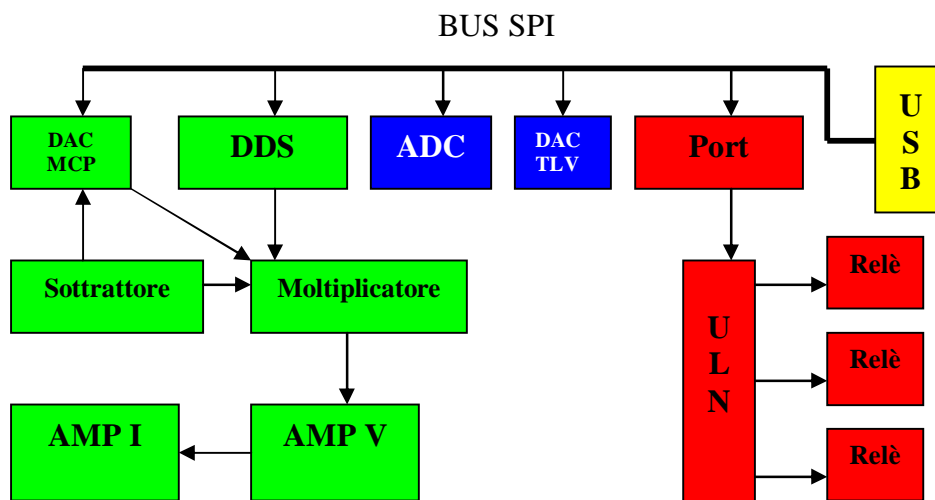 BUS SPI
DAC
MCP
DDS
ADC
DAC
TLV
Port
U
S
B
Sottrattore
Moltiplicatore
U
L
N
Relè
Relè
Relè
AMP I
AMP V